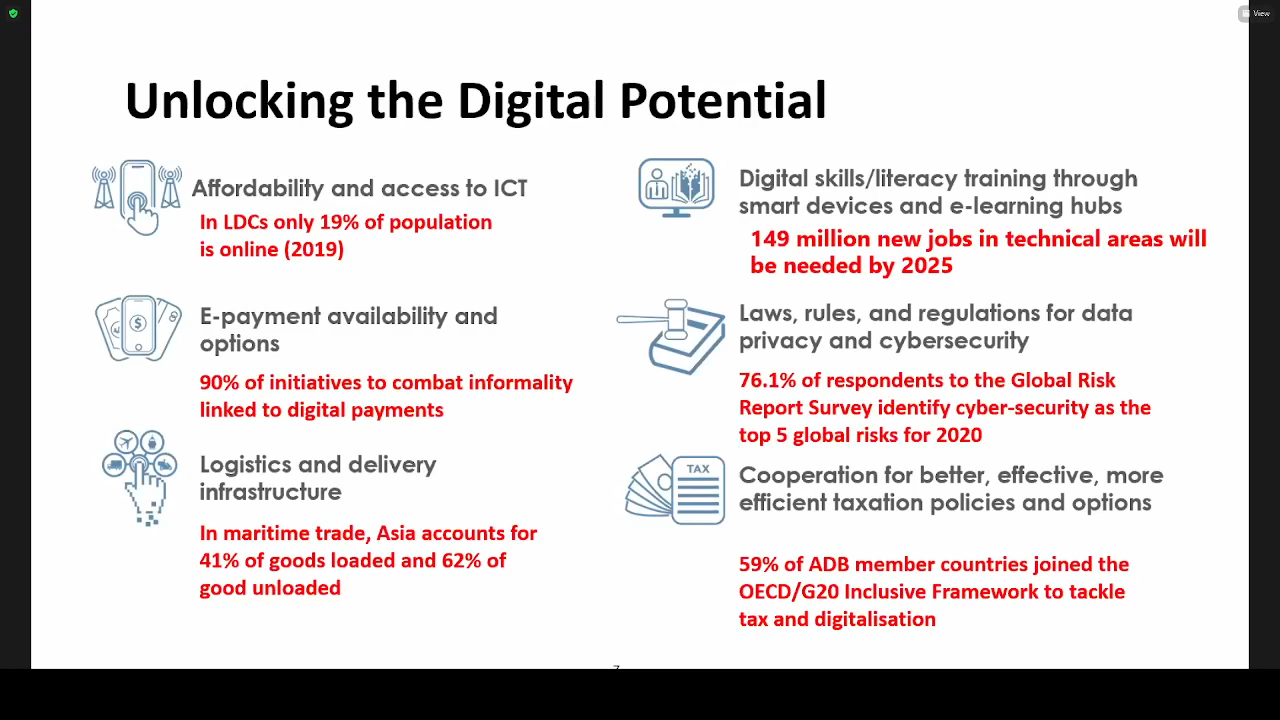 View
Unlocking the Digital Potential
Affordability and access to ICT
In LDCs only 19% of population
is online (2019)
E-payment availability and
options
90% of initiatives to combat informality
linked to digital payments
Logistics and delivery
infrastructure
In maritime trade, Asia accounts for
41% of goods loaded and 62% of
good unloaded
Digital skills/literacy training through
smart devices and e-learning hubs
149 million new jobs in technical areas will
be needed by 2025
Laws, rules, and regulations for data
privacy and cybersecurity
76.1% of respondents to the Global Risk
Report Survey identify cyber-security as the
top 5 global risks for 2020
TAX
Cooperation for better, effective, more
efficient taxation policies and options
59% of ADB member countries joined the
OECD/G20 Inclusive Framework to tackle
tax and digitalisation